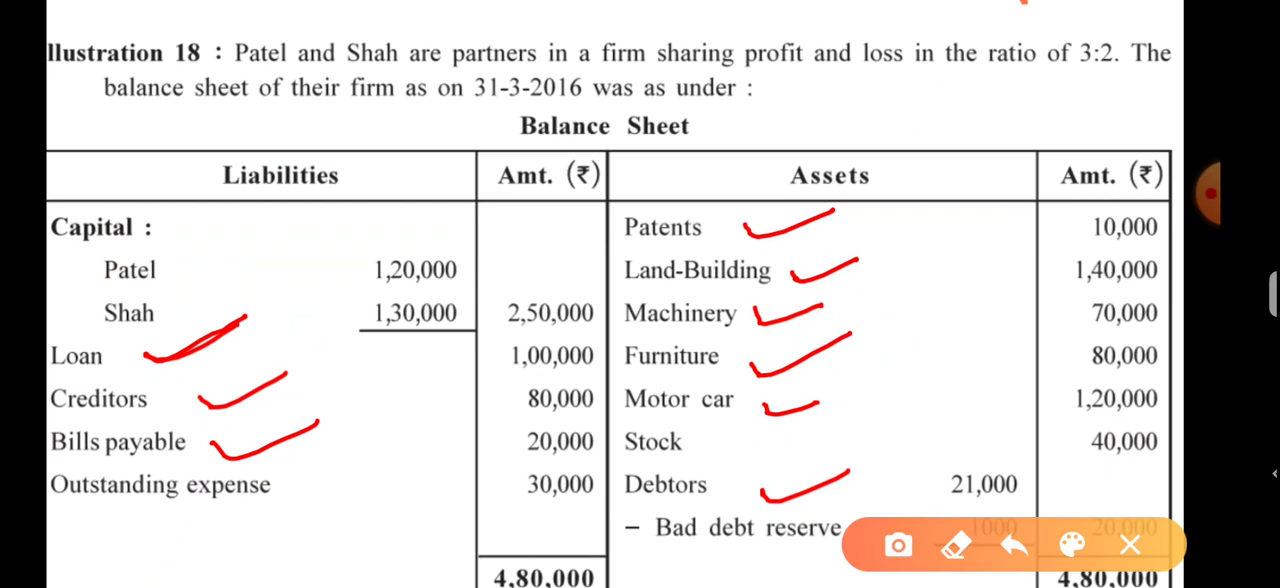 llustration 18 : Patel and Shah are partners in a firm sharing profit and loss in the ratio of 3:2. The
balance sheet of their firm as on 31-3-2016 was as under :
Balance Sheet
Liabilities Amt. (₹) Assets Amt. (₹)
Capital : Patents 10,000
Patel 1,20,000 Land-Building 1,40,000
Shah 1,30,000 2,50,000 Machinery 70,000
Loan 1,00,000 Furniture 80,000
Creditors 80,000 Motor car 1,20,000
Bills payable 20,000 Stock 40,000
Outstanding expense 30,000 Debtors 21,000
– Bad debt reserve 1000 20,000
4,80,000 4,80,000